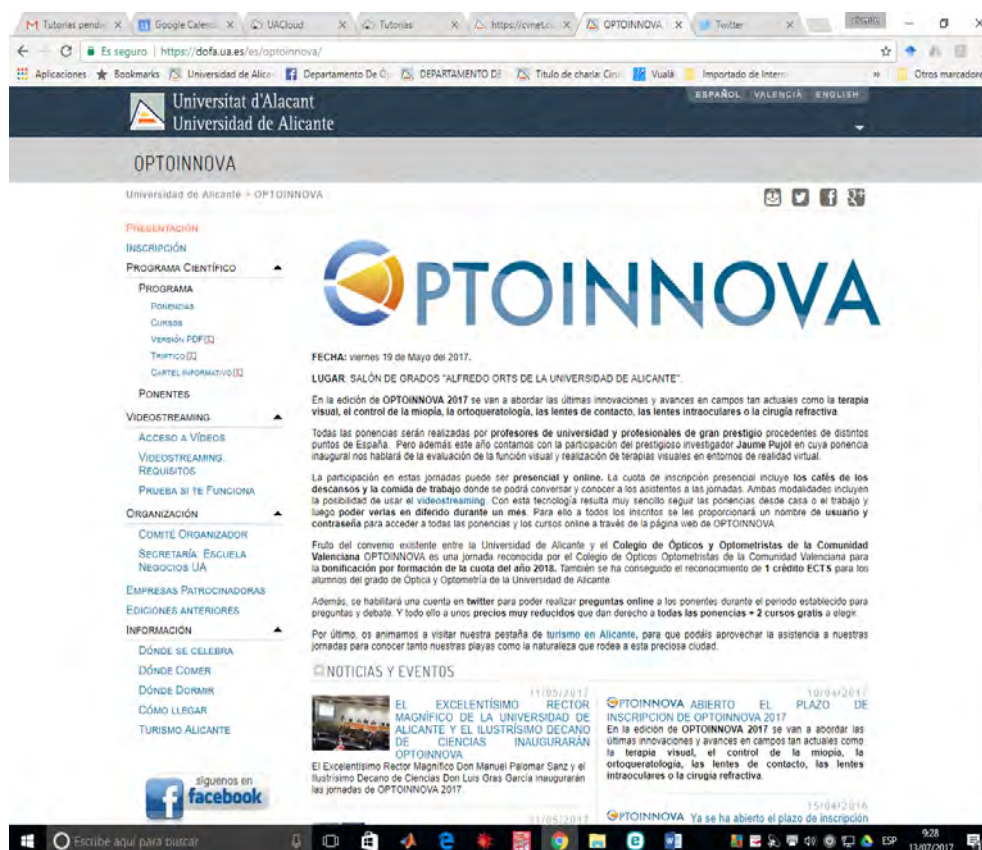 Tutorias pendi
Google Calend
UACloud
Tutorias
https://cvnet.c
OPTOINNOVA
Twitter
Es seguro | https://dofa.ua.es/es/optoinnova/
Aplicaciones
Bookmarks
Universidad de Alica
Departamento De Ó
DEPARTAMENTO DE
Titulo de charla: Ciru
Vualá
Importado de Intern
»
Otros marcadore
ESPAÑOL VALENCIÀ ENGLISH
Universitat d'Alacant
Universidad de Alicante
OPTOINNOVA
Universidad de Alicante > OPTOINNOVA
PRESENTACIÓN
INSCRIPCIÓN
PROGRAMA CIENTÍFICO
PROGRAMA
PONENCIAS
CURSOS
VERSIÓN PDF
TRÍPTICO
CARTEL INFORMATIVO
PONENTES
VIDEOSTREAMING
ACCESO A VÍDEOS
VIDEOSTREAMING.
REQUISITOS
PRUEBA SI TE FUNCIONA
ORGANIZACIÓN
COMITÉ ORGANIZADOR
SECRETARÍA. ESCUELA
NEGOCIOS UA
EMPRESAS PATROCINADORAS
EDICIONES ANTERIORES
INFORMACIÓN
DÓNDE SE CELEBRA
DÓNDE COMER
DÓNDE DORMIR
CÓMO LLEGAR
TURISMO ALICANTE
síguenos en
facebook
OPTOINNOVA
FECHA: viernes 19 de Mayo del 2017.
LUGAR: SALÓN DE GRADOS "ALFREDO ORTS DE LA UNIVERSIDAD DE ALICANTE".
En la edición de OPTOINNOVA 2017 se van a abordar las últimas innovaciones y avances en campos tan actuales como la terapia
visual, el control de la miopía, la ortoqueratología, las lentes de contacto, las lentes intraoculares o la cirugía refractiva.
Todas las ponencias serán realizadas por profesores de universidad y profesionales de gran prestigio procedentes de distintos
puntos de España. Pero además este año contamos con la participación del prestigioso investigador Jaume Pujol en cuya ponencia
inaugural nos hablará de la evaluación de la función visual y realización de terapias visuales en entornos de realidad virtual.
La participación en estas jornadas puede ser presencial y online. La cuota de inscripción presencial incluye los cafés de los
descansos y la comida de trabajo donde se podrá conversar y conocer a los asistentes a las jornadas. Ambas modalidades incluyen
la posibilidad de usar el videostreaming. Con esta tecnología resulta muy sencillo seguir las ponencias desde casa o el trabajo y
luego poder verlas en diferido durante un mes. Para ello a todos los inscritos se les proporcionará un nombre de usuario y
contraseña para acceder a todas las ponencias y los cursos online a través de la página web de OPTOINNOVA
Fruto del convenio existente entre la Universidad de Alicante y el Colegio de Ópticos y Optometristas de la Comunidad
Valenciana OPTOINNOVA es una jornada reconocida por el Colegio de Ópticos Optometristas de la Comunidad Valenciana para
la bonificación por formación de la cuota del año 2018. También se ha conseguido el reconocimiento de 1 crédito ECTS para los
alumnos del grado de Óptica y Optometría de la Universidad de Alicante
Además, se habilitará una cuenta en twitter para poder realizar preguntas online a los ponentes durante el periodo establecido para
preguntas y debate. Y todo ello a unos precios muy reducidos que dan derecho a todas las ponencias + 2 cursos gratis a elegir.
Por último, os animamos a visitar nuestra pestaña de turismo en Alicante, para que podáis aprovechar la asistencia a nuestras
jornadas para conocer tanto nuestras playas como la naturaleza que rodea a esta preciosa ciudad.
NOTICIAS Y EVENTOS
11/05/2017
EL EXCELENTÍSIMO RECTOR
MAGNÍFICO DE LA UNIVERSIDAD DE
ALICANTE Y EL ILUSTRÍSIMO DECANO
DE CIENCIAS INAUGURARÁN
OPTOINNOVA
El Excelentísimo Rector Magnífico Don Manuel Palomar Sanz y el
Ilustrísimo Decano de Ciencias Don Luis Gras García inaugurarán
las jornadas de OPTOINNOVA 2017
11/05/2017
10/04/2017
OPTOINNOVA ABIERTO EL PLAZO DE
INSCRIPCION DE OPTOINNOVA 2017
En la edición de OPTOINNOVA 2017 se van a abordar las
últimas innovaciones y avances en campos tan actuales como
la terapia visual, el control de la miopía, la
ortoqueratología, las lentes de contacto, las lentes
intraoculares o la cirugía refractiva.
15/04/2016
OPTOINNOVA Ya se ha abierto el plazo de inscripción
Escribe aquí para buscar
ESP
9:28
13/07/2017